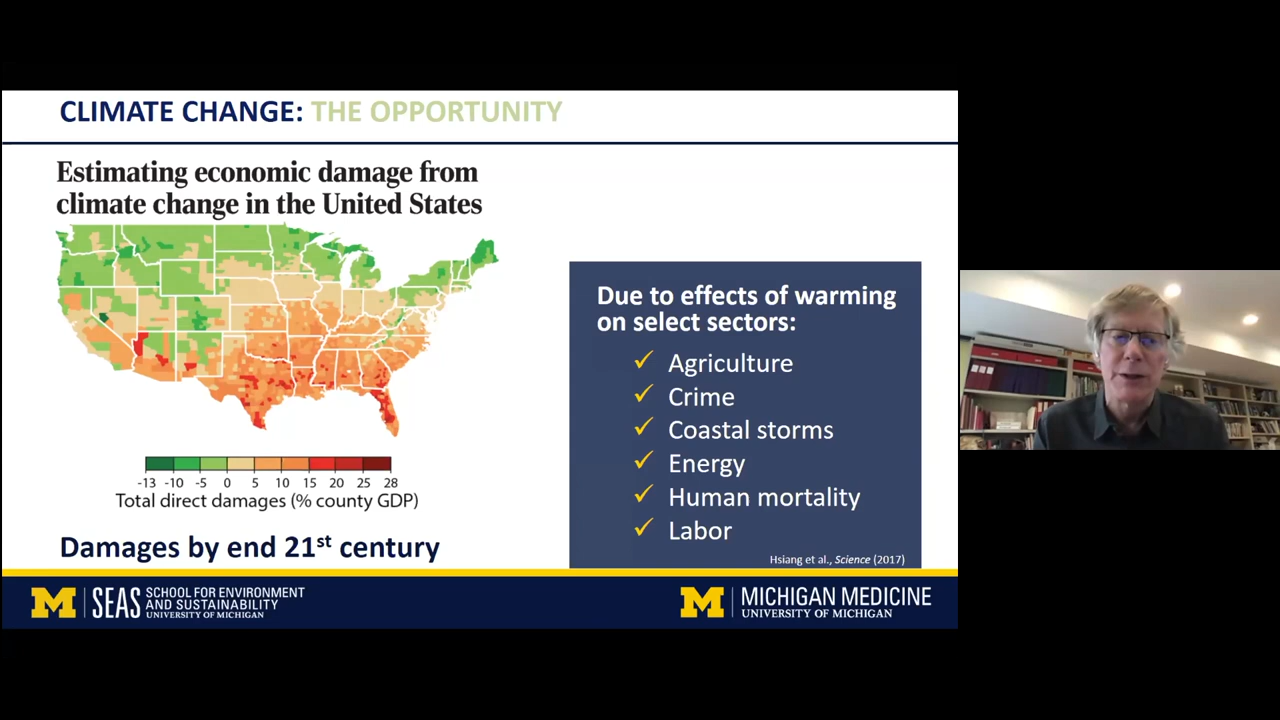 CLIMATE CHANGE: THE OPPORTUNITY
Estimating economic damage from
climate change in the United States
-13 -10 -5 0 5 10 15 20 25 28
Total direct damages (% county GDP)
Damages by end 21st century
Due to effects of warming
on select sectors:
✓ Agriculture
✓ Crime
✓ Coastal storms
✓ Energy
✓ Human mortality
✓ Labor
Hsiang et al., Science (2017)
M SEAS SCHOOL FOR ENVIRONMENT
AND SUSTAINABILITY
UNIVERSITY OF MICHIGAN
M MICHIGAN MEDICINE
UNIVERSITY OF MICHIGAN